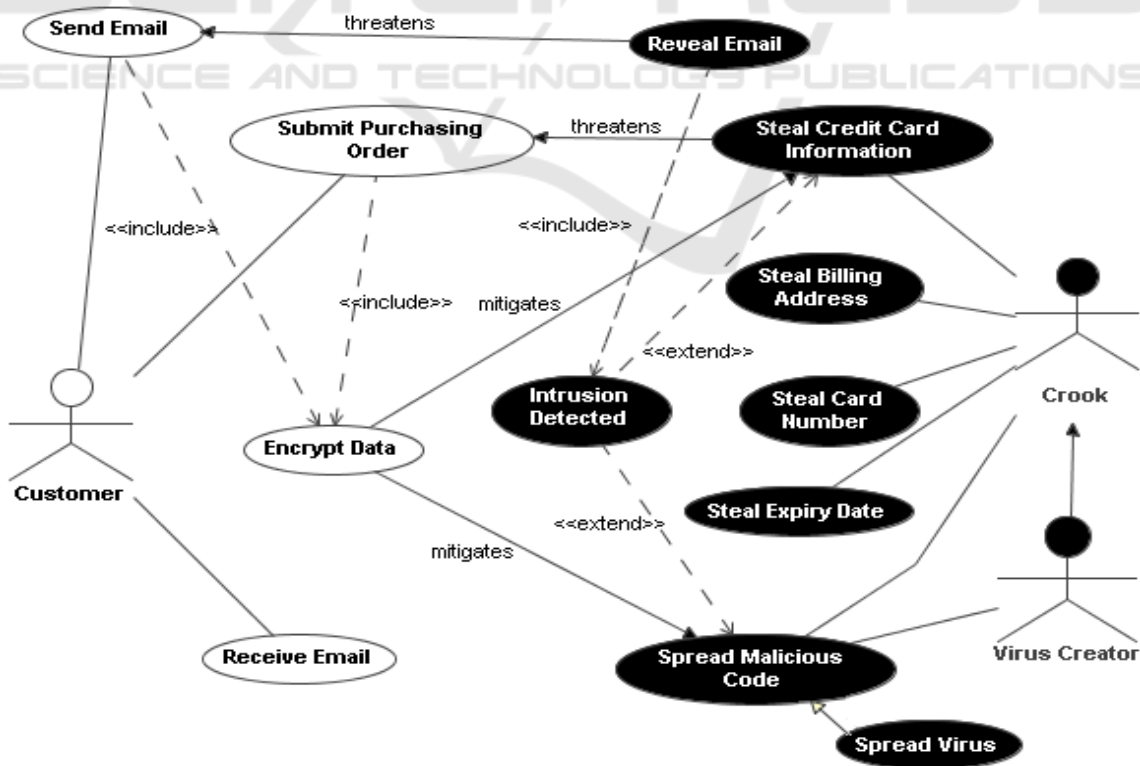 Send Email
threatens
Reveal Email
SCIENCE AND TECHNOLOGY PUBLICATIONS
Submit Purchasing
Order
threatens
Steal Credit Card
Information
<<include>>
<<include>>
Steal Billing
Address
<<include>>
mitigates
<<extend>>
Intrusion
Detected
Steal Card
Number
Crook
Encrypt Data
Customer
Steal Expiry Date
<<extend>>
mitigates
Receive Email
Spread Malicious
Code
Virus Creator
Spread Virus